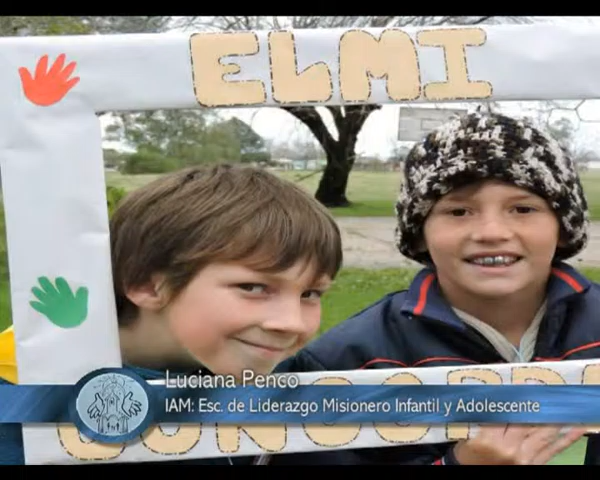 ELMI
Luciana Penco
IAM: Esc. de Liderazgo Misionero Infantil y Adolescente